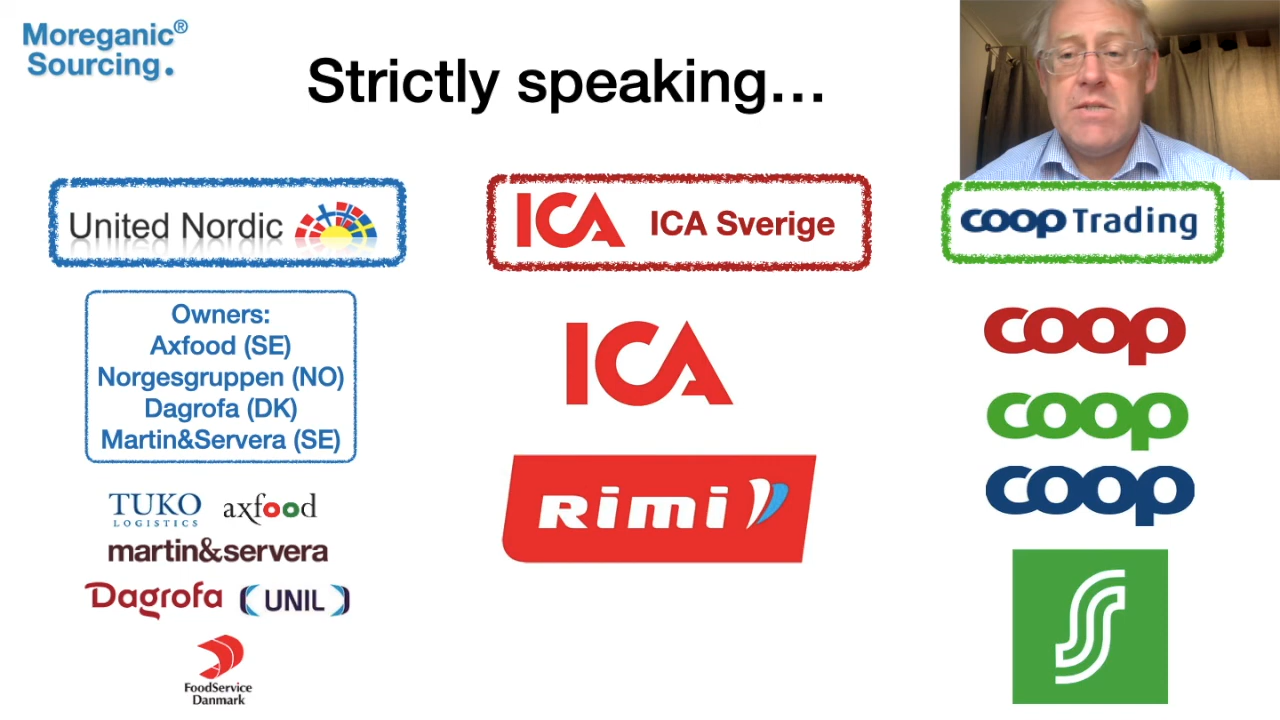 Moreganic®
Sourcing.
Strictly speaking…
United Nordic
ICA ICA Sverige
coop Trading
Owners:
Axfood (SE)
Norgesgruppen (NO)
Dagrofa (DK)
Martin&Servera (SE)
TUKO
LOGISTICS
axfood
martin&servera
Dagrofa
UNIL
FoodService
Danmark
ICA
Rimi
coop
coop
coop